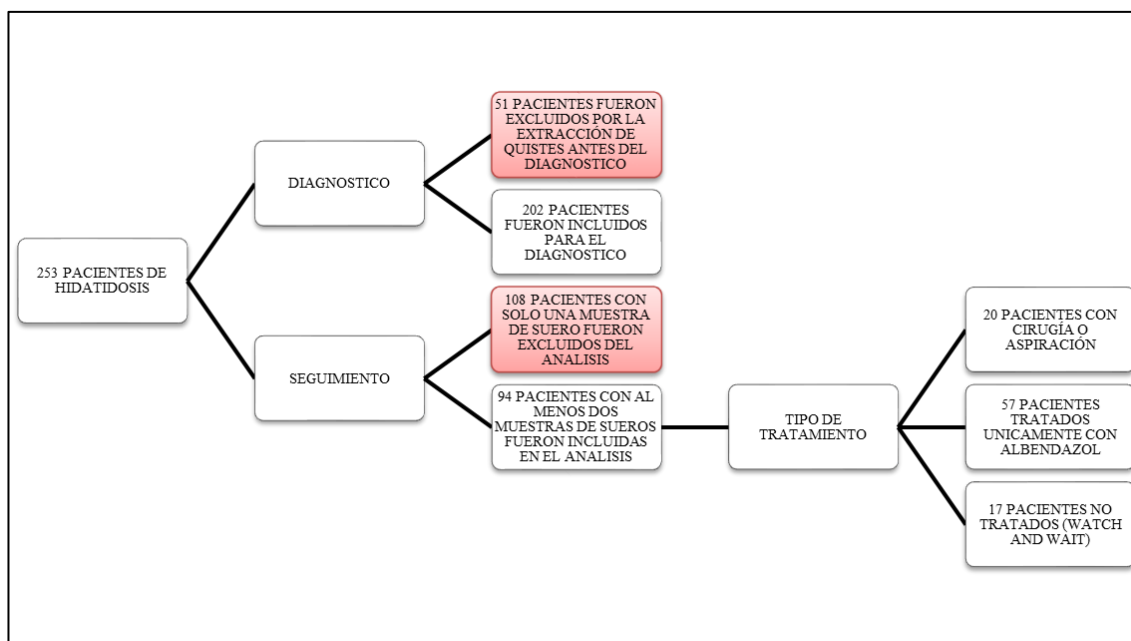 253 PACIENTES DE
HIDATIDOSIS
DIAGNOSTICO
51 PACIENTES FUERON
EXCLUIDOS POR LA
EXTRACCIÓN DE
QUISTES ANTES DEL
DIAGNOSTICO
202 PACIENTES
FUERON INCLUIDOS
PARA EL
DIAGNOSTICO
SEGUIMIENTO
108 PACIENTES CON
SOLO UNA MUESTRA
DE SUERO FUERON
EXCLUIDOS DEL
ANALISIS
94 PACIENTES CON AL
MENOS DOS
MUESTRAS DE SUEROS
FUERON INCLUIDAS
EN EL ANALISIS
TIPO DE
TRATAMIENTO
20 PACIENTES CON
CIRUGÍA O
ASPIRACIÓN
57 PACIENTES
TRATADOS
UNICAMENTE CON
ALBENDAZOL
17 PACIENTES NO
TRATADOS (WATCH
AND WAIT)